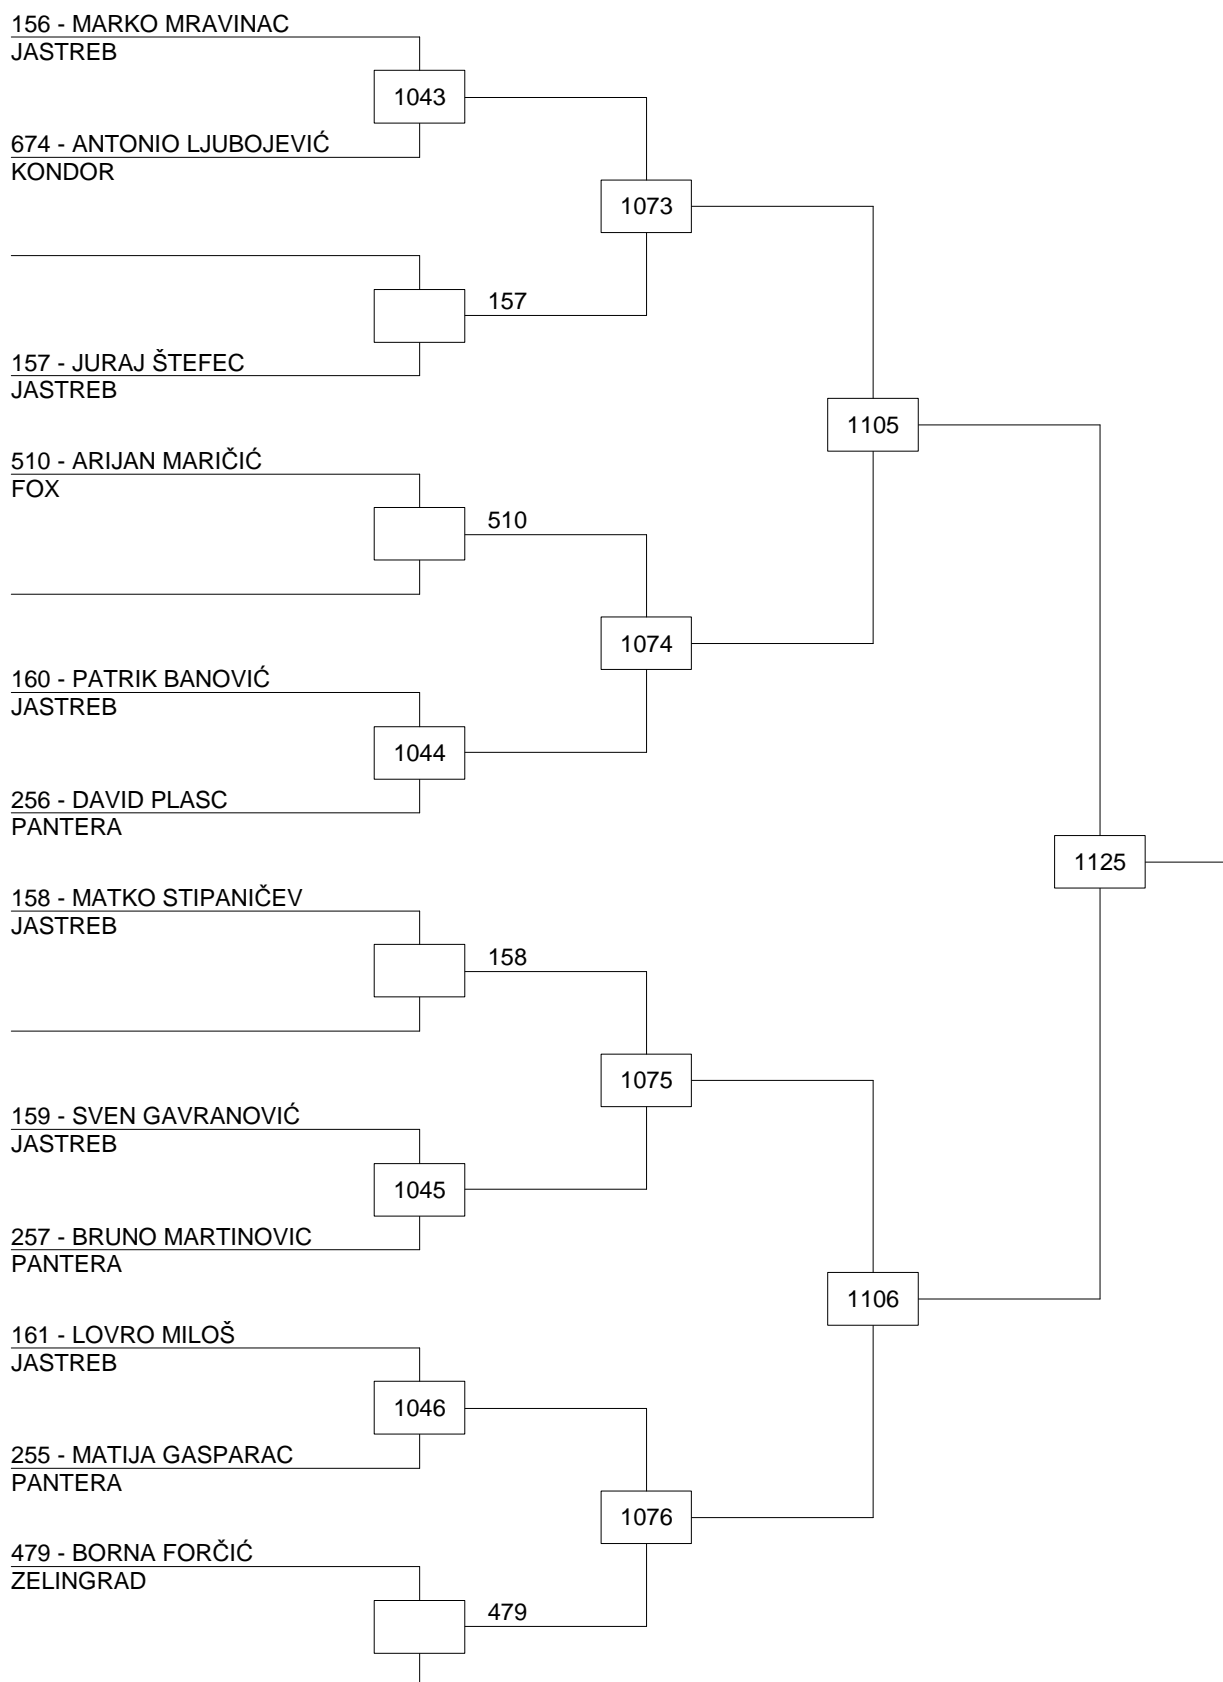 156 - MARKO MRAVINAC
JASTREB
1043
674 - ANTONIO LJUBOJEVIĆ
KONDOR
1073
157
157 - JURAJ ŠTEFEC
JASTREB
1105
510 - ARIJAN MARIČIĆ
FOX
510
1074
160 - PATRIK BANOVIĆ
JASTREB
1044
256 - DAVID PLASC
PANTERA
1125
158 - MATKO STIPANIČEV
JASTREB
158
1075
159 - SVEN GAVRANOVIĆ
JASTREB
1045
257 - BRUNO MARTINOVIC
PANTERA
1106
161 - LOVRO MILOŠ
JASTREB
1046
255 - MATIJA GASPARAC
PANTERA
1076
479 - BORNA FORČIĆ
ZELINGRAD
479